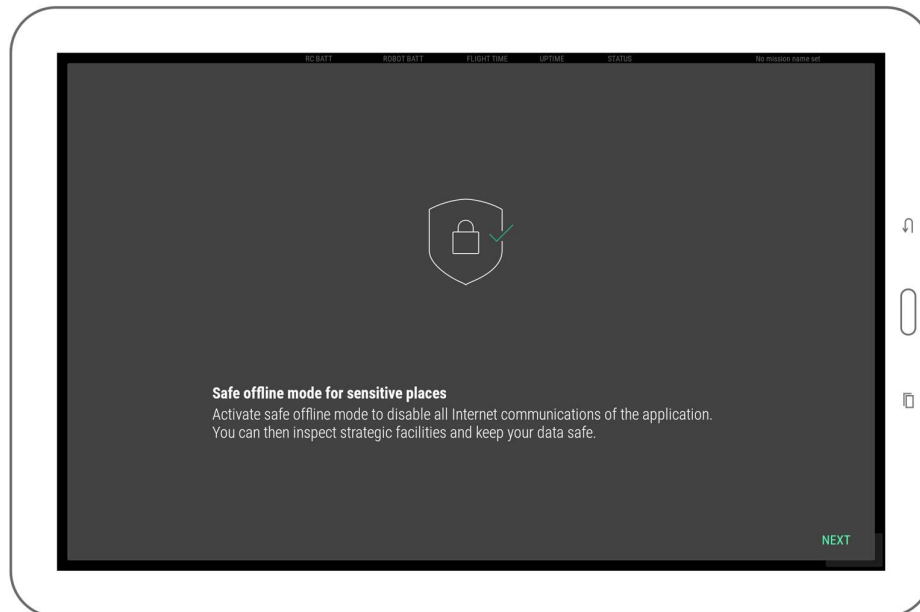 RC BATT ROBOT BATT FLIGHT TIME UPTIME STATUS No mission name set
Safe offline mode for sensitive places
Activate safe offline mode to disable all Internet communications of the application.
You can then inspect strategic facilities and keep your data safe.
NEXT